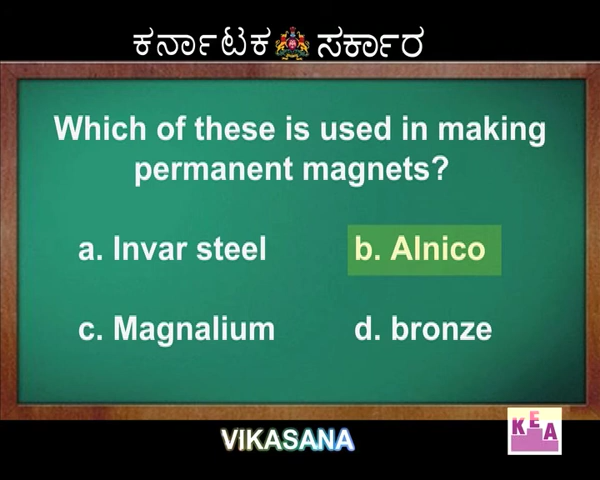 ಕರ್ನಾಟಕ ಸರ್ಕಾರ
Which of these is used in making
permanent magnets?
a. Invar steel
b. Alnico
c. Magnalium
d. bronze
VIKASANA
KEA